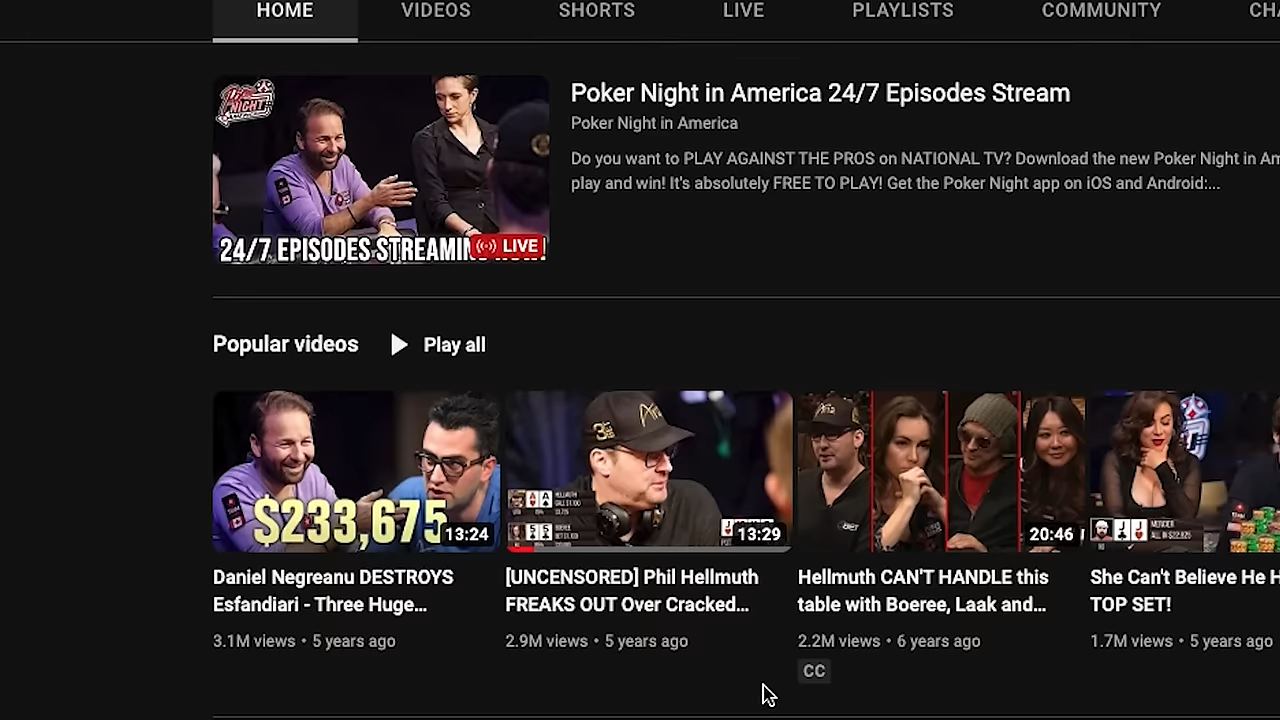 HOME VIDEOS SHORTS LIVE PLAYLISTS COMMUNITY CHA
NIGHT
24/7 EPISODES STREAMIN
LIVE
Poker Night in America 24/7 Episodes Stream
Poker Night in America
Do you want to PLAY AGAINST THE PROS on NATIONAL TV? Download the new Poker Night in Am
play and win! It's absolutely FREE TO PLAY! Get the Poker Night app on iOS and Android:...
Popular videos Play all
$233,675
13:24
Daniel Negreanu DESTROYS
Esfandiari - Three Huge...
3.1M views • 5 years ago
13:29
[UNCENSORED] Phil Hellmuth
FREAKS OUT Over Cracked...
2.9M views • 5 years ago
20:46
Hellmuth CAN'T HANDLE this
table with Boeree, Laak and...
2.2M views • 6 years ago
CC
She Can't Believe He H
TOP SET!
1.7M views • 5 years ago